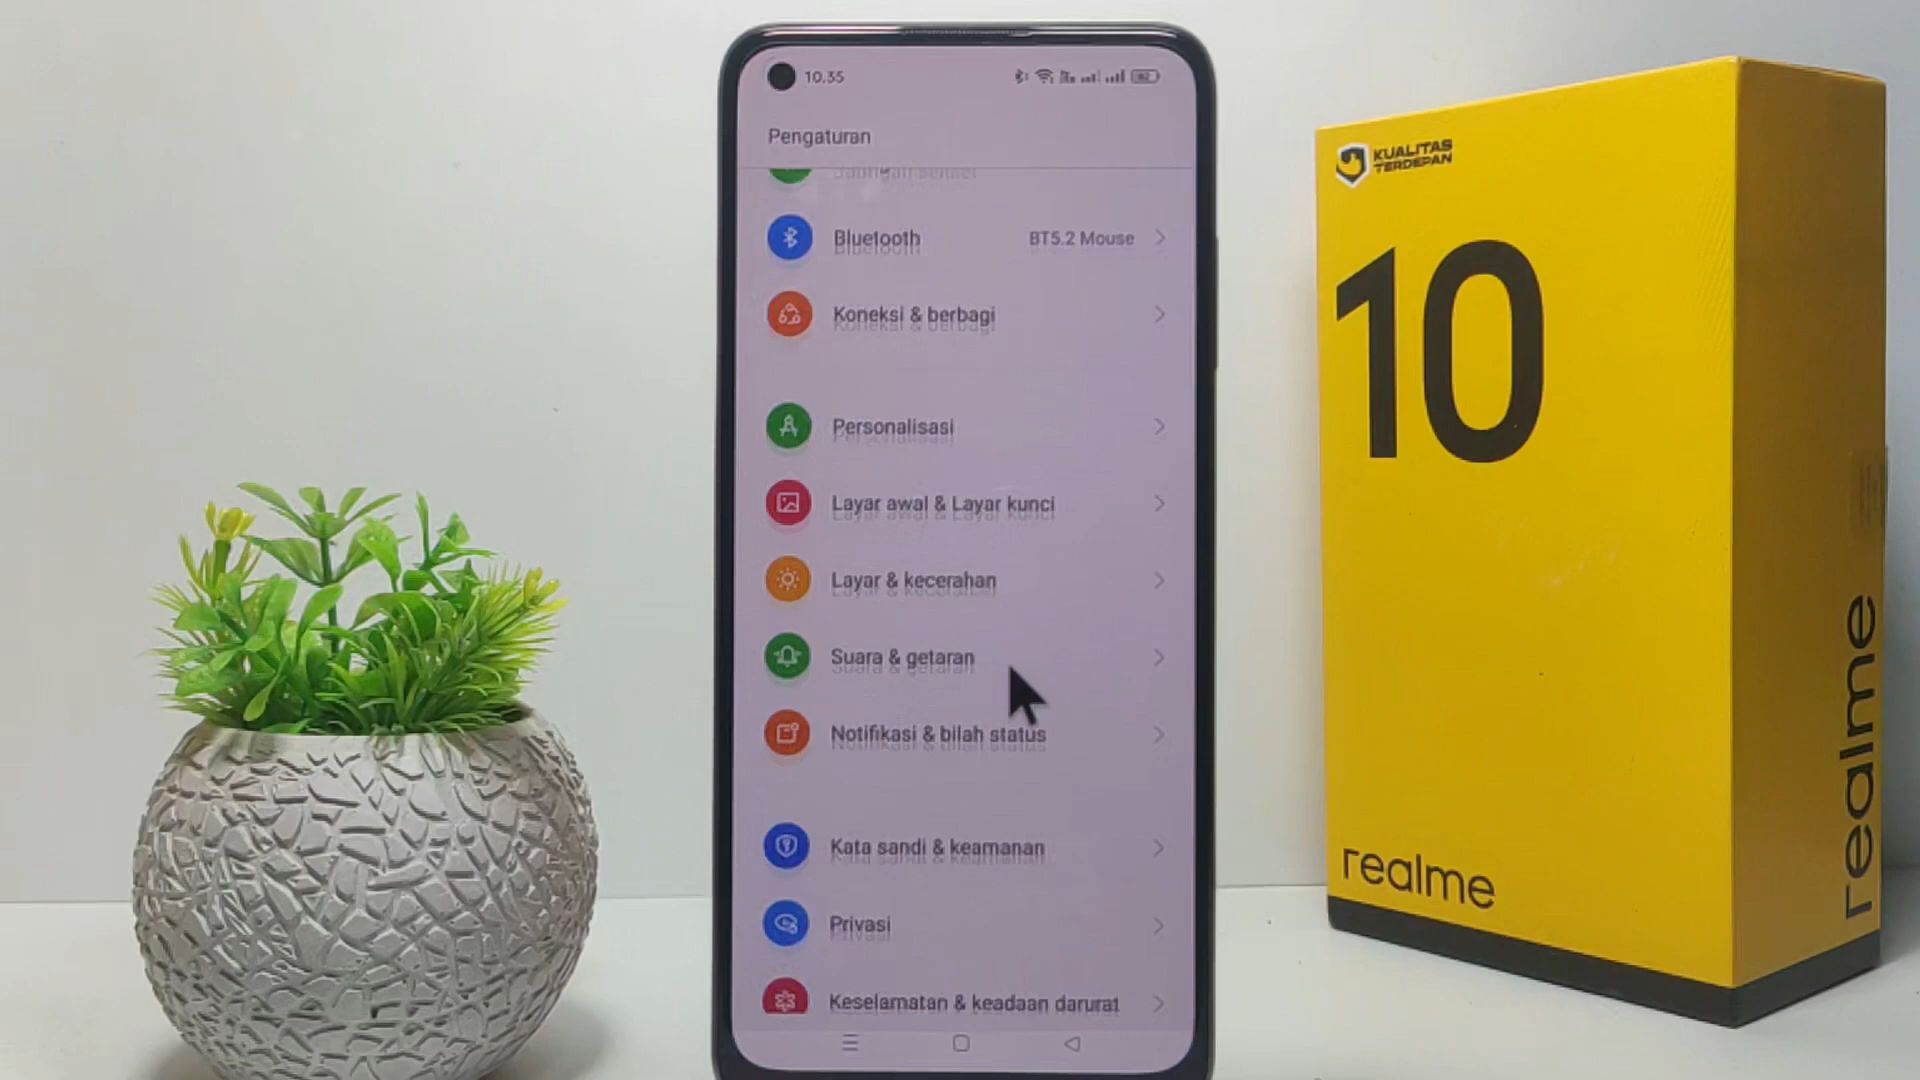 10.35
Pengaturan
Bluetooth
BT5.2 Mouse
Koneksi & berbagi
Personalisasi
Layar awal & Layar kunci
Layar & kecerahan
Suara & getaran
Notifikasi & bilah status
Kata sandi & keamanan
Privasi
Keselamatan & keadaan darurat
KUALITAS
TERDEPAN
10
realme
realme